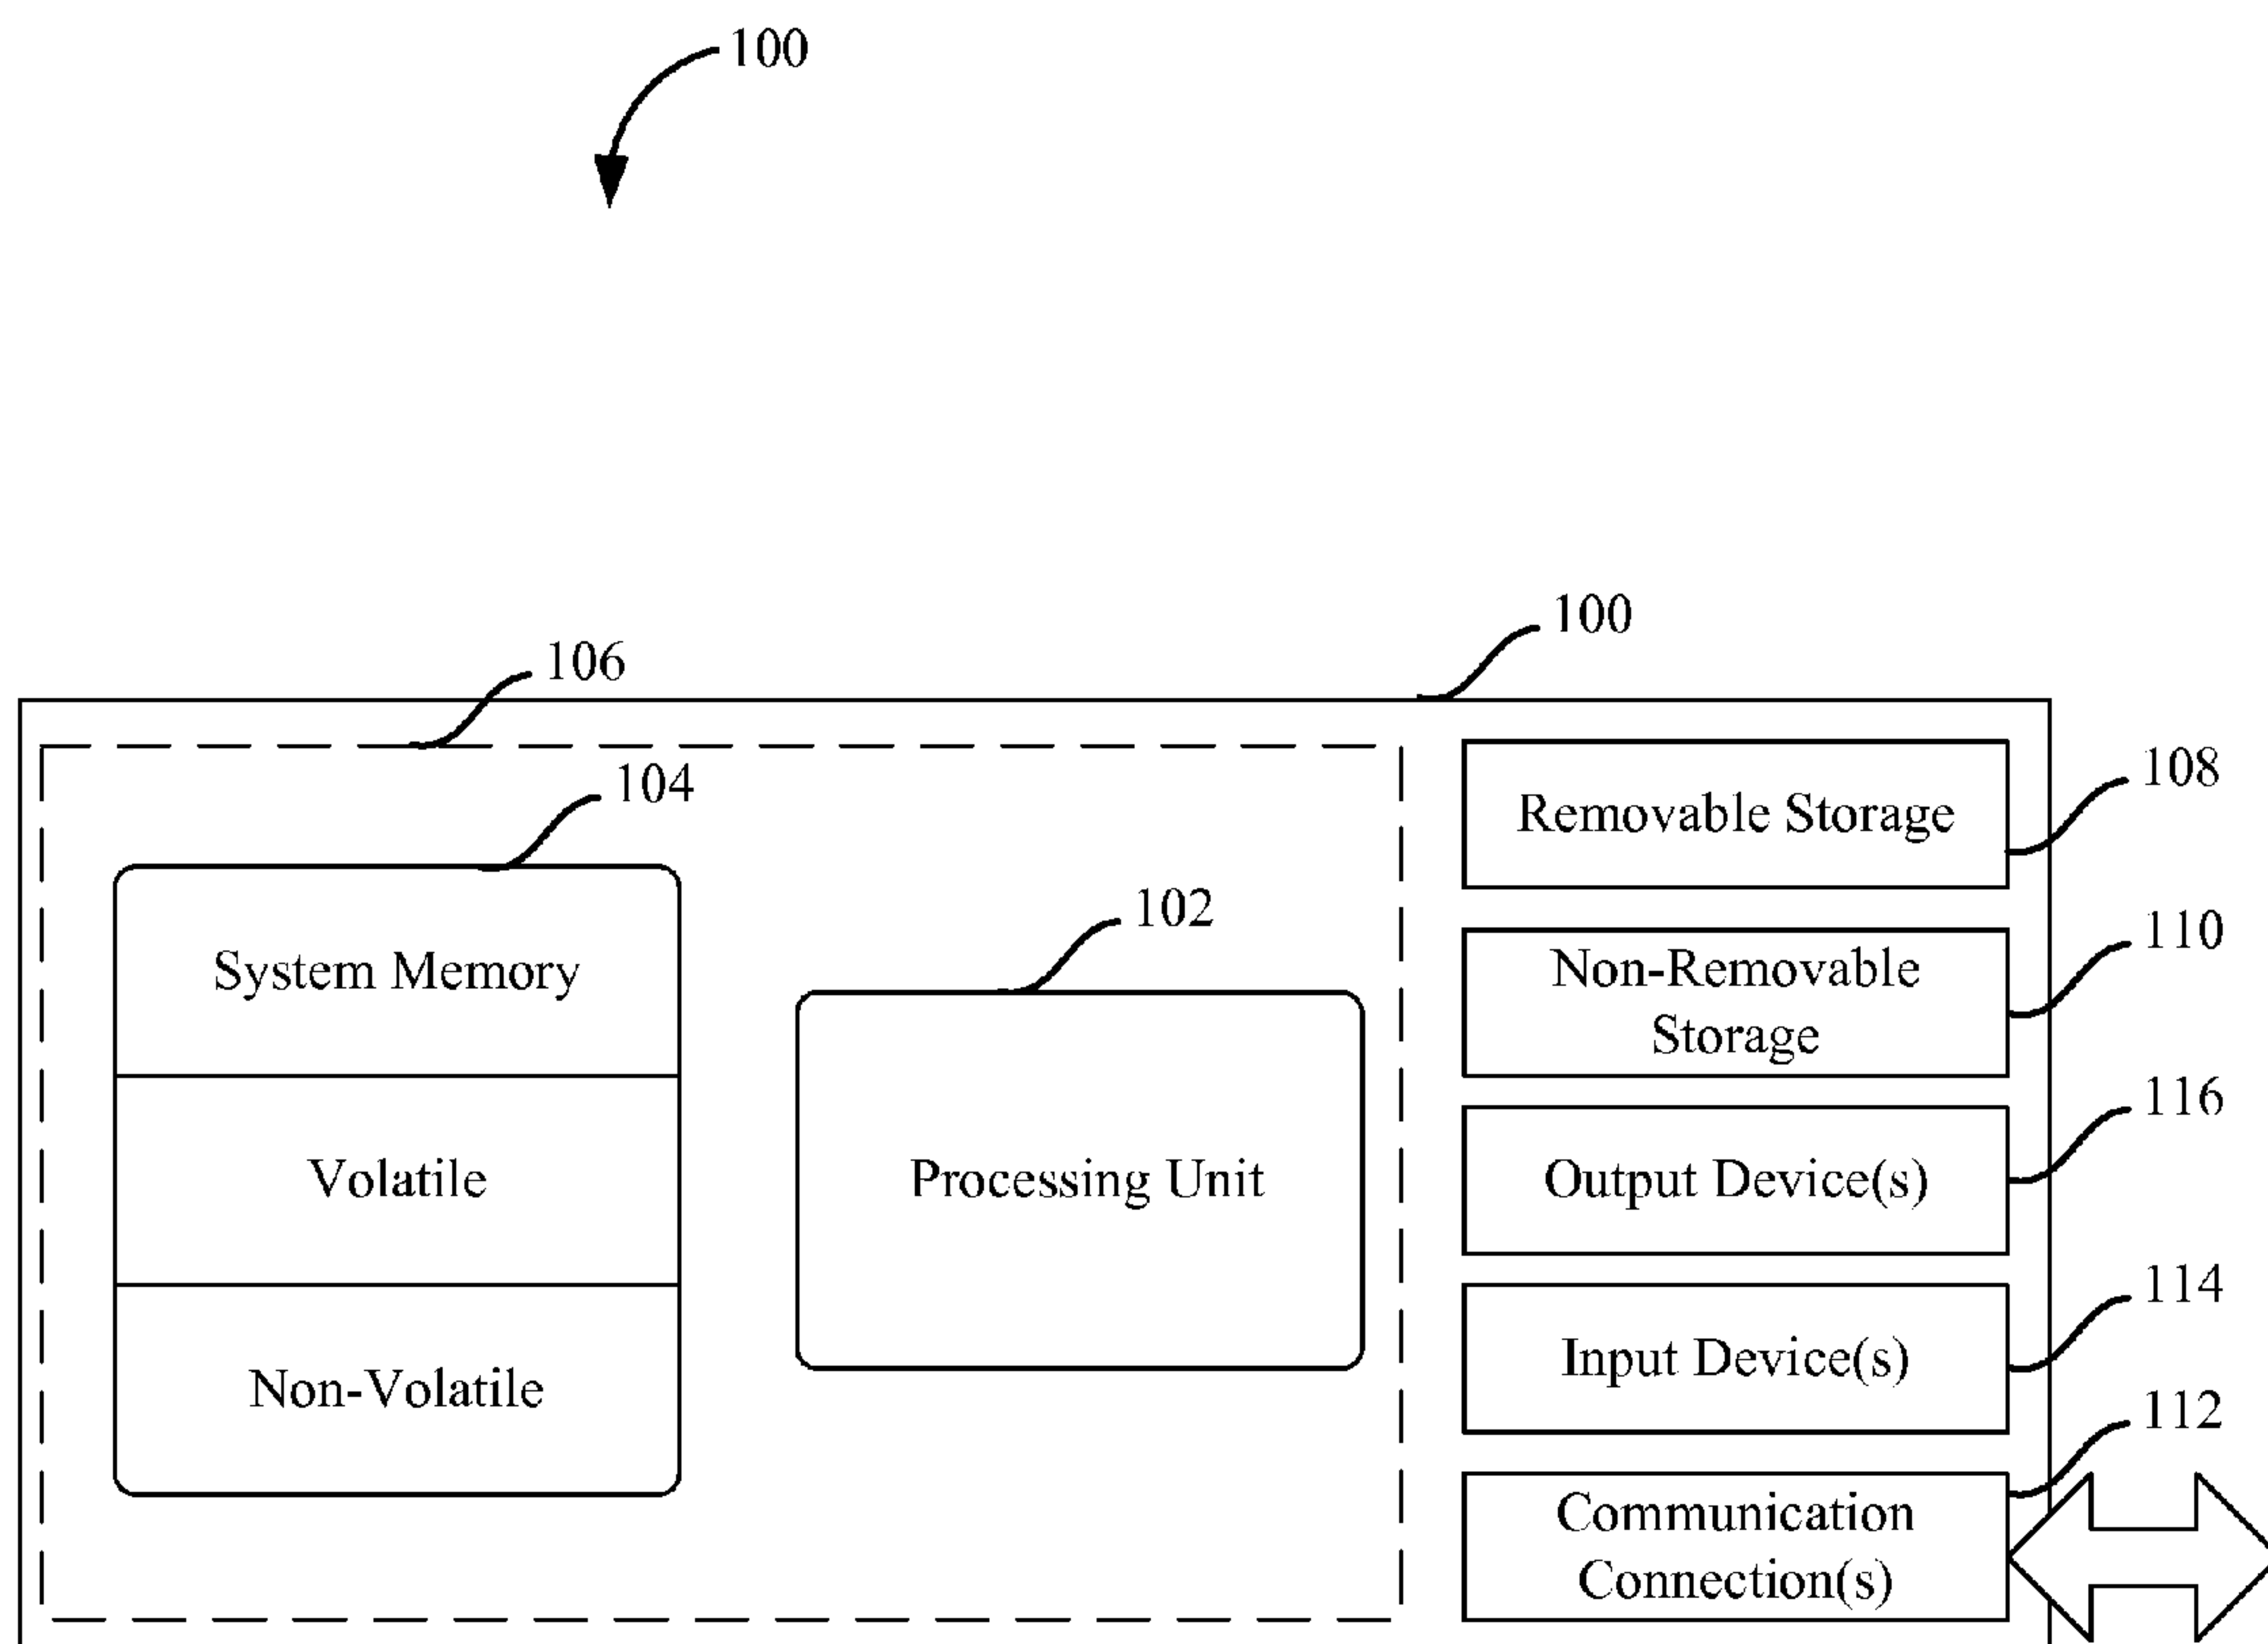 100
100
106
104
108
Removable Storage
102
110
System Memory
Non-Removable
Storage
116
Volatile
Processing Unit
Output Device(s)
114
Input Device(s)
Non-Volatile
112
Communication
Connection(s)